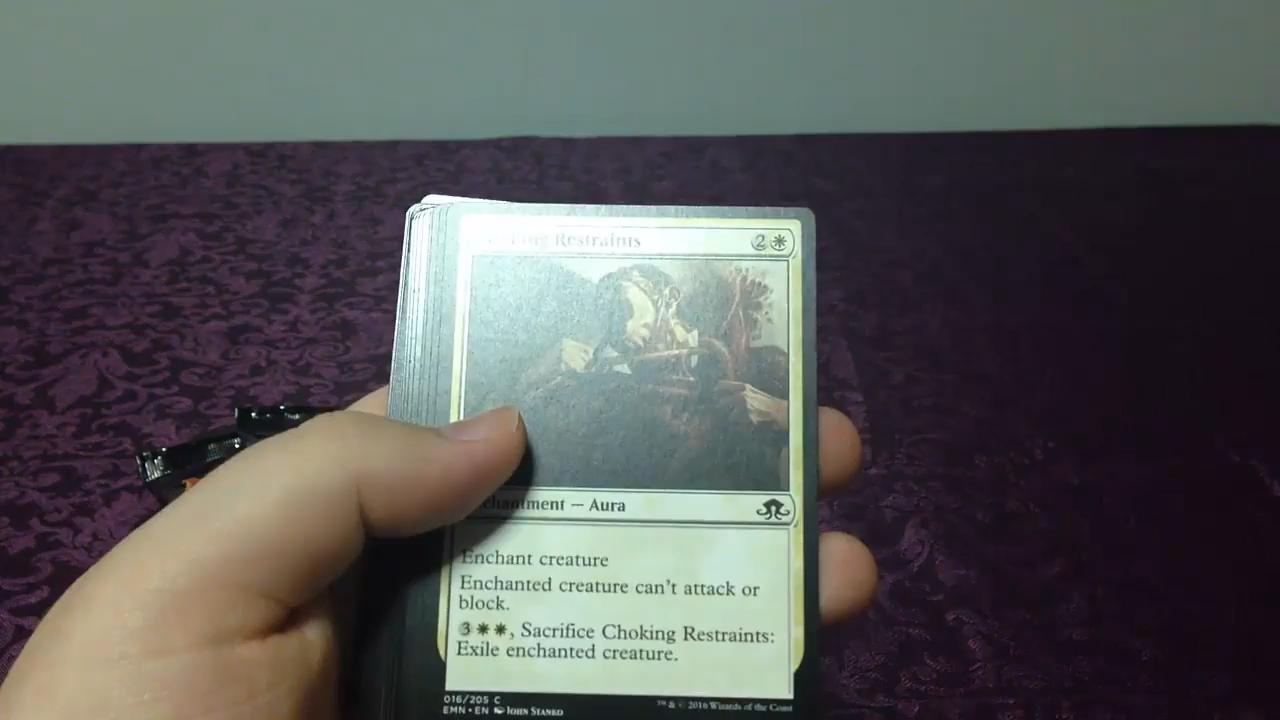 Restraints 2
Enchantment — Aura
Enchant creature
Enchanted creature can't attack or
block.
3, Sacrifice Choking Restraints:
Exile enchanted creature.
016/205 C
EMN • EN John Stanko
™ & © 2016 Wizards of the Coast